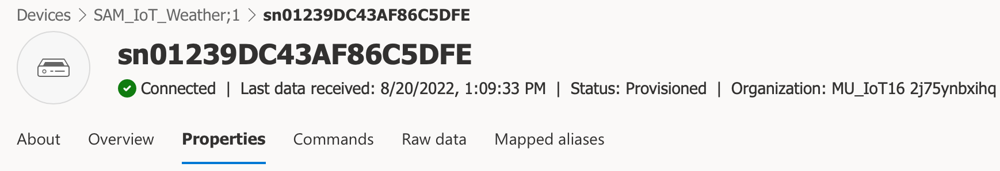 Devices > SAM_IoT_Weather;1 > sn01239DC43AF86C5DFE
sn01239DC43AF86C5DFE
Connected | Last data received: 8/20/2022, 1:09:33 PM | Status: Provisioned | Organization: MU_IoT16 2j75ynbxihq
About Overview Properties Commands Raw data Mapped aliases